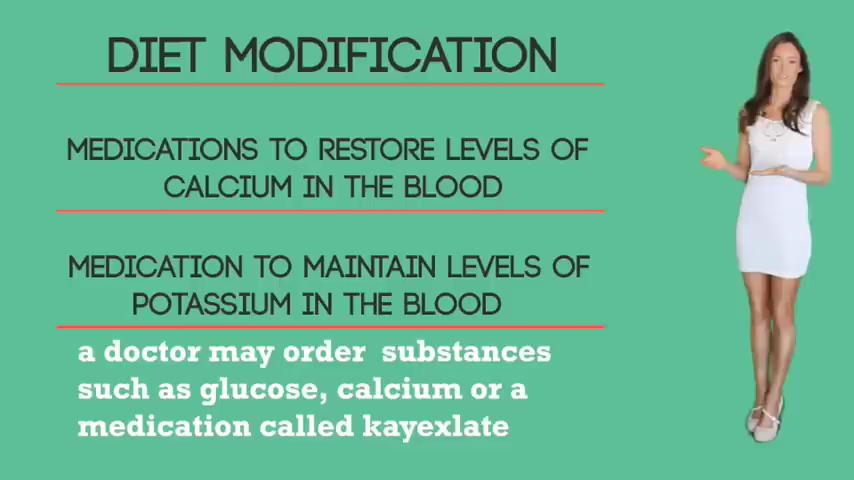 DIET MODIFICATION
MEDICATIONS TO RESTORE LEVELS OF
CALCIUM IN THE BLOOD
MEDICATION TO MAINTAIN LEVELS OF
POTASSIUM IN THE BLOOD
a doctor may order substances
such as glucose, calcium or a
medication called kayexlate